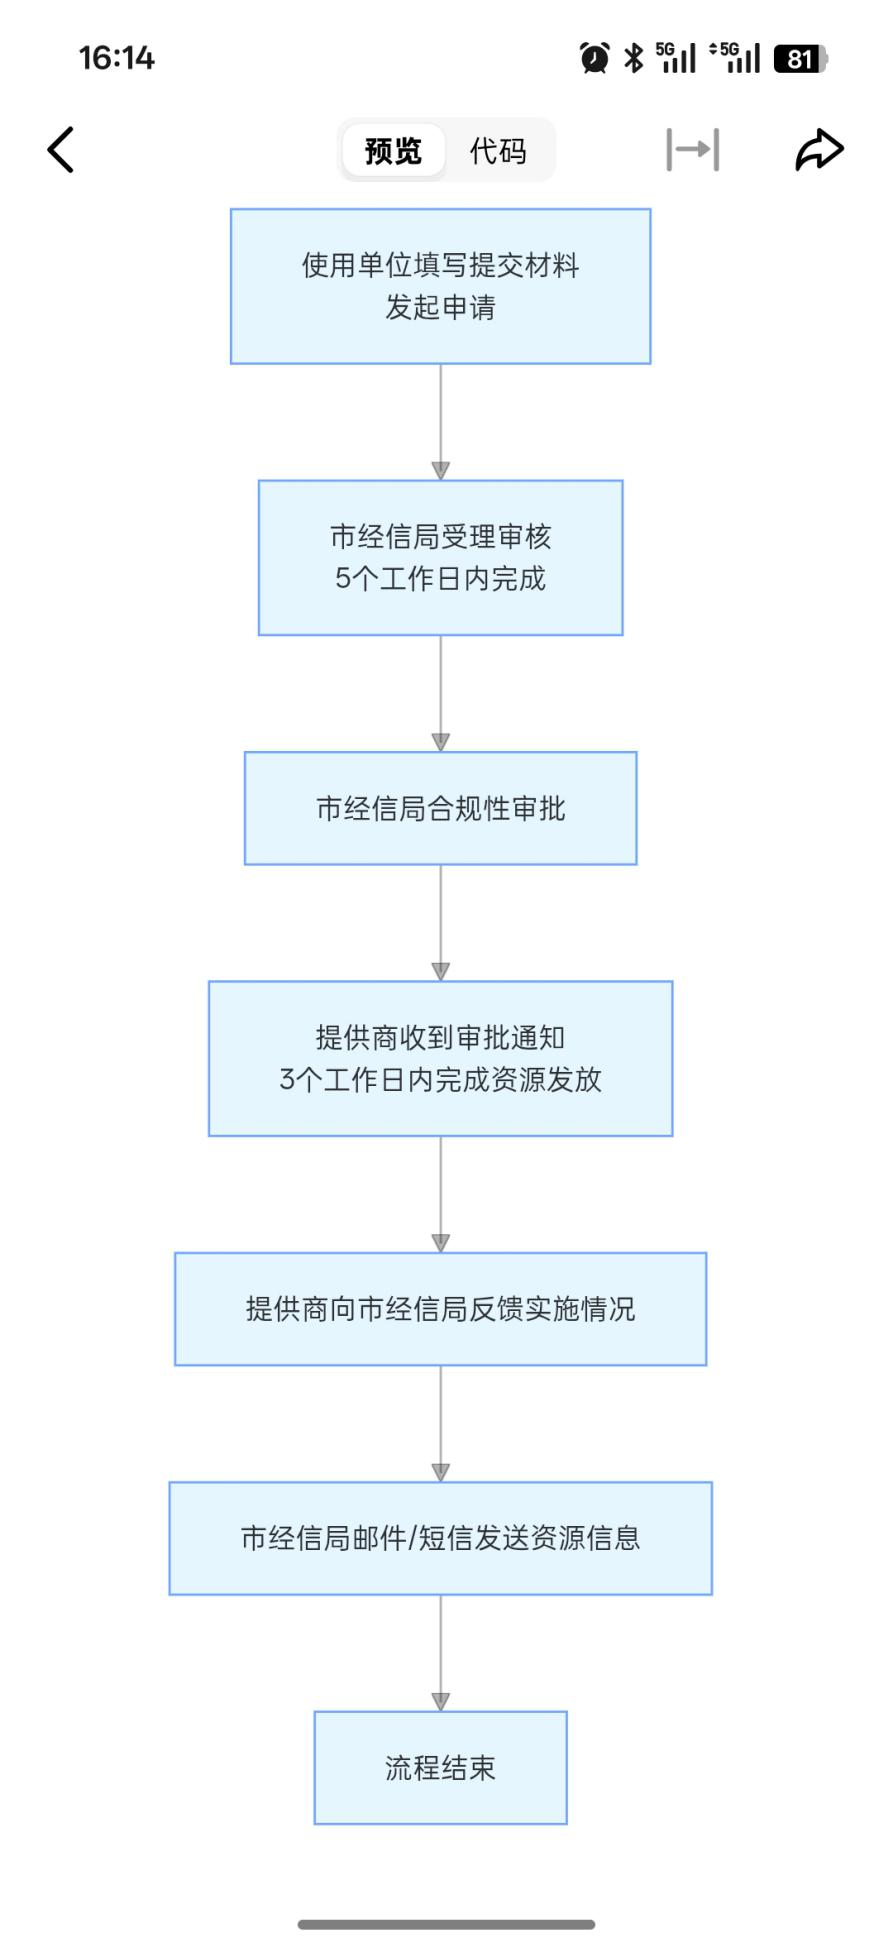 16:14
5G
5G
81
预览
代码
使用单位填写提交材料
发起申请
市经信局受理审核
5个工作日内完成
市经信局合规性审批
提供商收到审批通知
3个工作日内完成资源发放
提供商向市经信局反馈实施情况
市经信局邮件/短信发送资源信息
流程结束